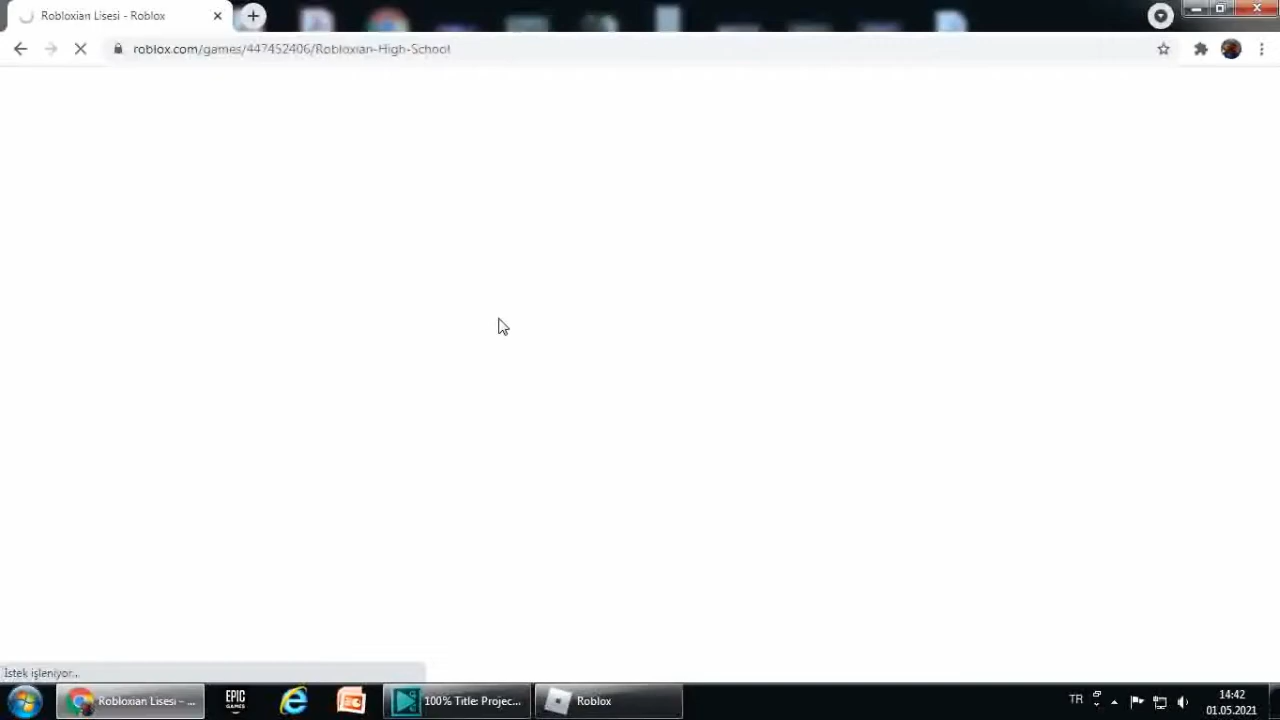 Robloxian Lisesi - Roblox
roblox.com/games/447452406/Robloxian-High-School
İstek işleniyor...
Robloxian Lisesi – ...
EPIC
GAMES
100% Title: Projec...
Roblox
TR
14:42
01.05.2021